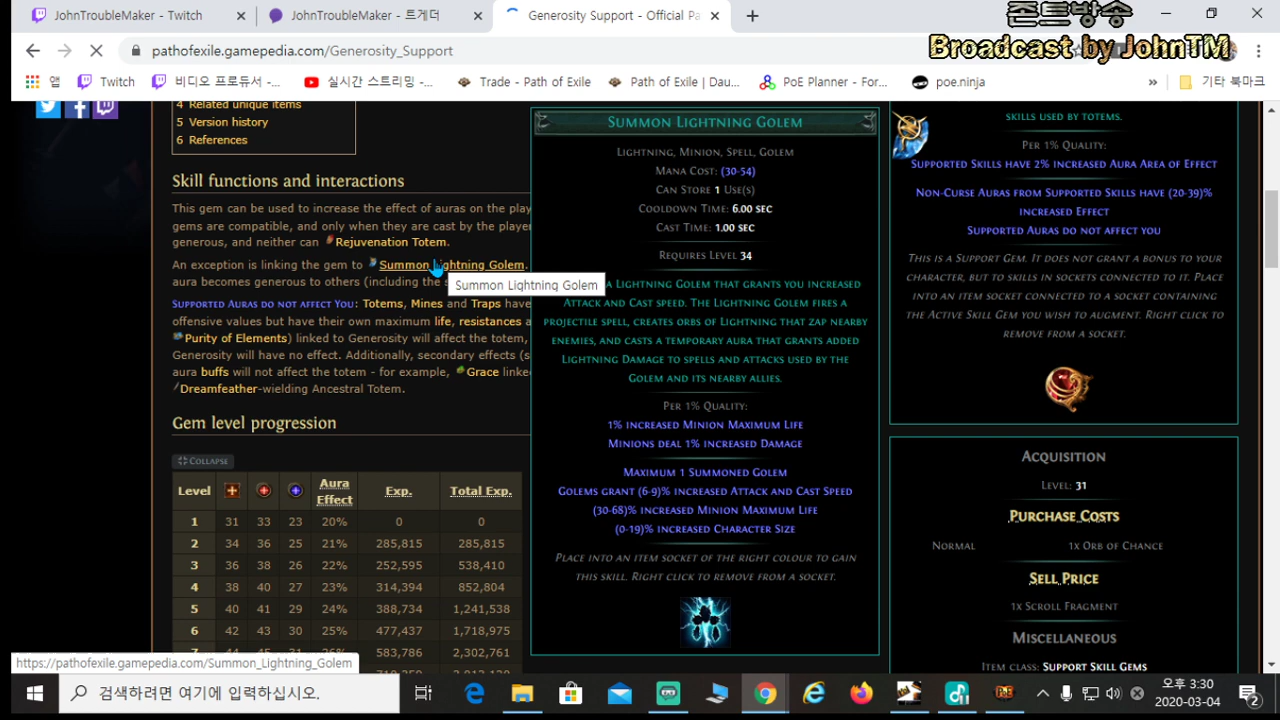 JohnTroubleMaker - Twitch
JohnTroubleMaker - 트게더
Generosity Support - Official Pa
존트방송
Broadcast by JohnTM
pathofexile.gamepedia.com/Generosity_Support
앱
Twitch
비디오 프로듀서 -...
실시간 스트리밍 -...
Trade - Path of Exile
Path of Exile | Dau...
PoE Planner - For...
poe.ninja
»
기타 북마크
4 Related unique items
5 Version history
6 References
Skill functions and interactions
This gem can be used to increase the effect of auras on the play
gems are compatible, and only when they are cast by the playe
generous, and neither can Rejuvenation Totem.
An exception is linking the gem to Summon Lightning Golem.
aura becomes generous to others (including the s
Supported Auras do not affect You: Totems, Mines and Traps have
offensive values but have their own maximum life, resistances a
Purity of Elements) linked to Generosity will affect the totem,
Generosity will have no effect. Additionally, secondary effects (s
aura buffs will not affect the totem - for example, Grace linke
Dreamfeather-wielding Ancestral Totem.
Gem level progression
Collapse
Level Aura Effect Exp. Total Exp.
1 31 33 23 20% 0 0
2 34 36 25 21% 285,815 285,815
3 36 38 26 22% 252,595 538,410
4 38 40 27 23% 314,394 852,804
5 40 41 29 24% 388,734 1,241,538
6 42 43 30 25% 477,437 1,718,975
7 44 45 31 26% 583,786 2,302,761
Summon Lightning Golem
Lightning, Minion, Spell, Golem
Mana Cost: (30-54)
Can Store 1 Use(s)
Cooldown Time: 6.00 sec
Cast Time: 1.00 sec
Requires Level 34
Lightning Golem that grants you increased
Attack and Cast speed. The Lightning Golem fires a
projectile spell, creates orbs of Lightning that zap nearby
enemies, and casts a temporary aura that grants added
Lightning Damage to spells and attacks used by the
Golem and its nearby allies.
Per 1% Quality:
1% increased Minion Maximum Life
Minions deal 1% increased Damage
Maximum 1 Summoned Golem
Golems grant (6-9)% increased Attack and Cast Speed
(30-68)% increased Minion Maximum Life
(0-19)% increased Character Size
Place into an item socket of the right colour to gain
this skill. Right click to remove from a socket.
Summon Lightning Golem
skills used by totems.
Per 1% Quality:
Supported Skills have 2% increased Aura Area of Effect
Non-Curse Auras from Supported Skills have (20-39)%
increased Effect
Supported Auras do not affect you
This is a Support Gem. It does not grant a bonus to your
character, but to skills in sockets connected to it. Place
into an item socket connected to a socket containing
the Active Skill Gem you wish to augment. Right click to
remove from a socket.
Acquisition
Level: 31
Purchase Costs
Normal 1x Orb of Chance
Sell Price
1x Scroll Fragment
Miscellaneous
Item class: Support Skill Gems
https://pathofexile.gamepedia.com/Summon_Lightning_Golem
검색하려면 여기에 입력하십시오.
오후 3:30
2020-03-04
2